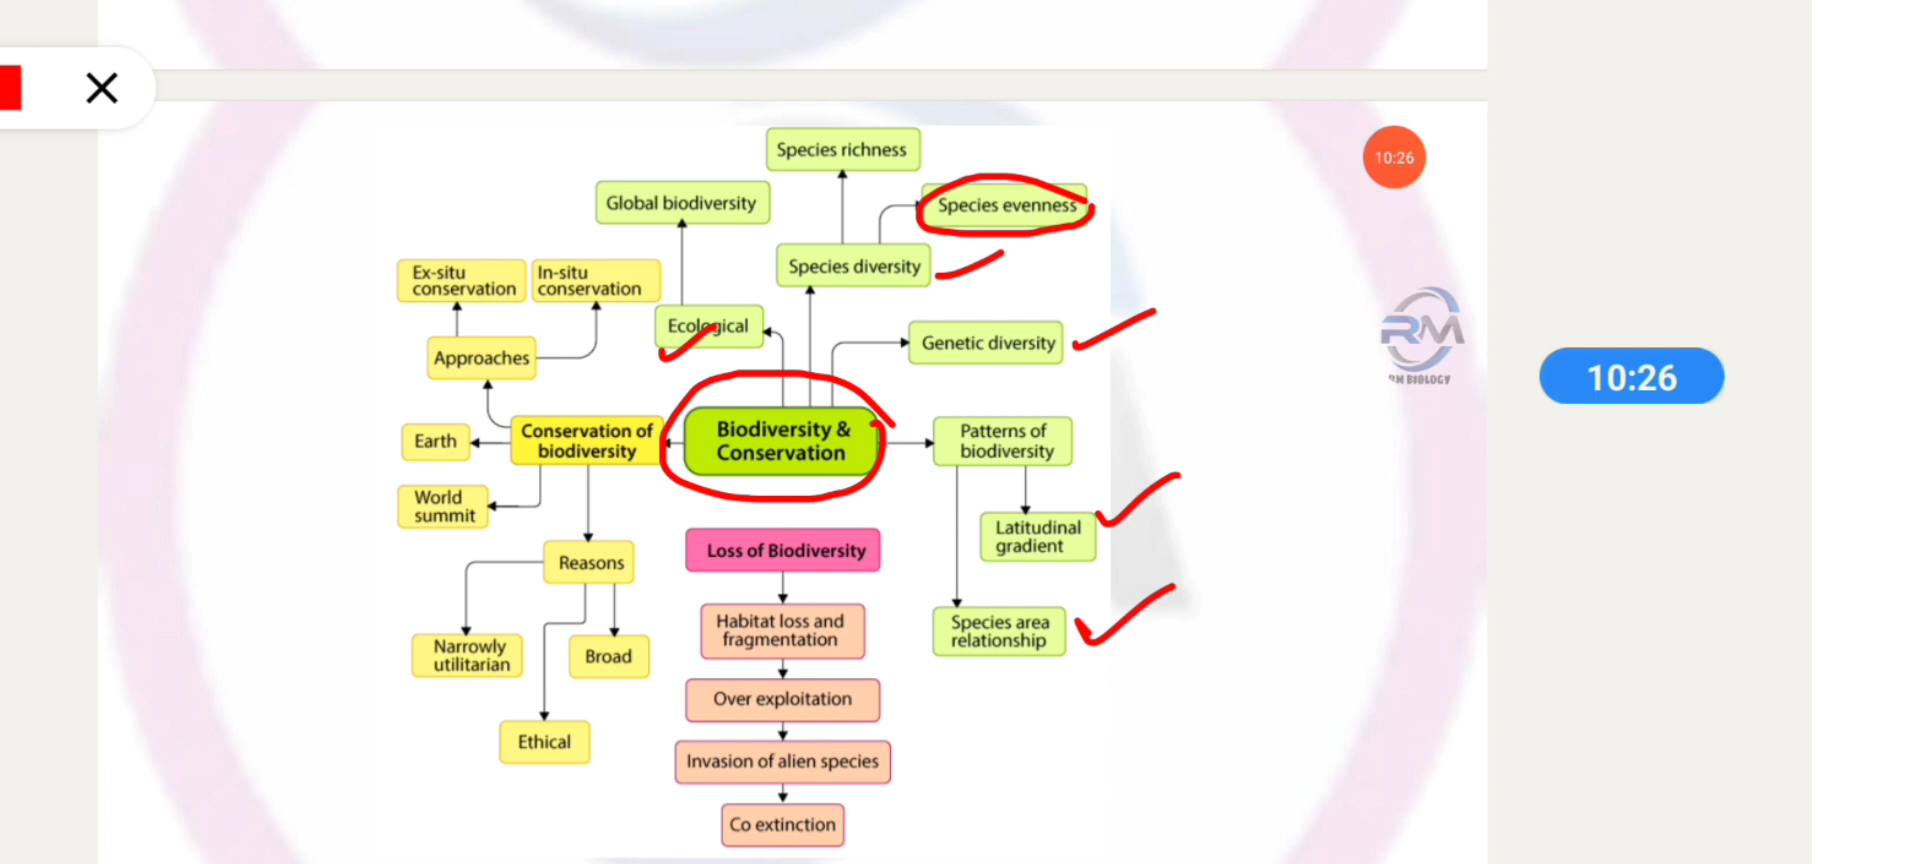 Species richness
10:26
Global biodiversity
Species evenness
Ex-situ
conservation
In-situ
conservation
Species diversity
Ecological
Genetic diversity
Approaches
RM
RM BIOLOGY
10:26
Earth
Conservation of
biodiversity
Biodiversity &
Conservation
Patterns of
biodiversity
World
summit
Latitudinal
gradient
Loss of Biodiversity
Reasons
Habitat loss and
fragmentation
Species area
relationship
Narrowly
utilitarian
Broad
Over exploitation
Ethical
Invasion of alien species
Co extinction